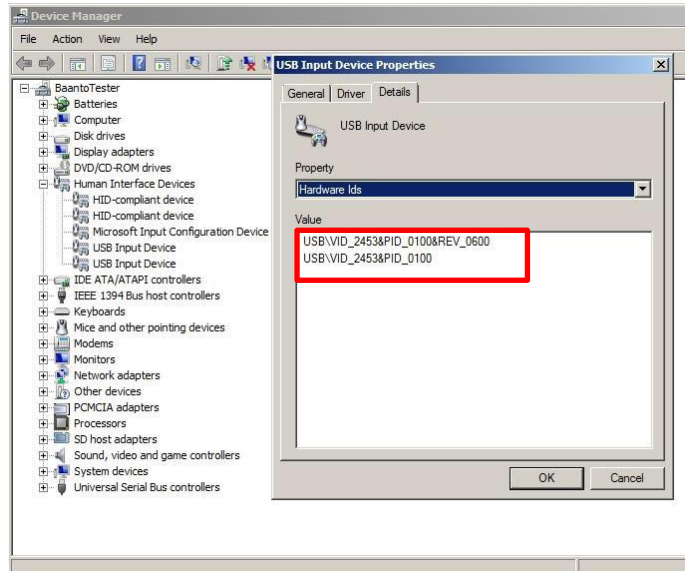 Device Manager
File Action View Help
BaantoTester
Batteries
Computer
Disk drives
Display adapters
DVD/CD-ROM drives
Human Interface Devices
HID-compliant device
HID-compliant device
Microsoft Input Configuration Device
USB Input Device
USB Input Device
IDE ATA/ATAPI controllers
IEEE 1394 Bus host controllers
Keyboards
Mice and other pointing devices
Modems
Monitors
Network adapters
Other devices
PCMCIA adapters
Processors
SD host adapters
Sound, video and game controllers
System devices
Universal Serial Bus controllers
USB Input Device Properties
General Driver Details
USB Input Device
Property
Hardware Ids
Value
USB\VID_2453&PID_0100&REV_0600
USB\VID_2453&PID_0100
OK Cancel